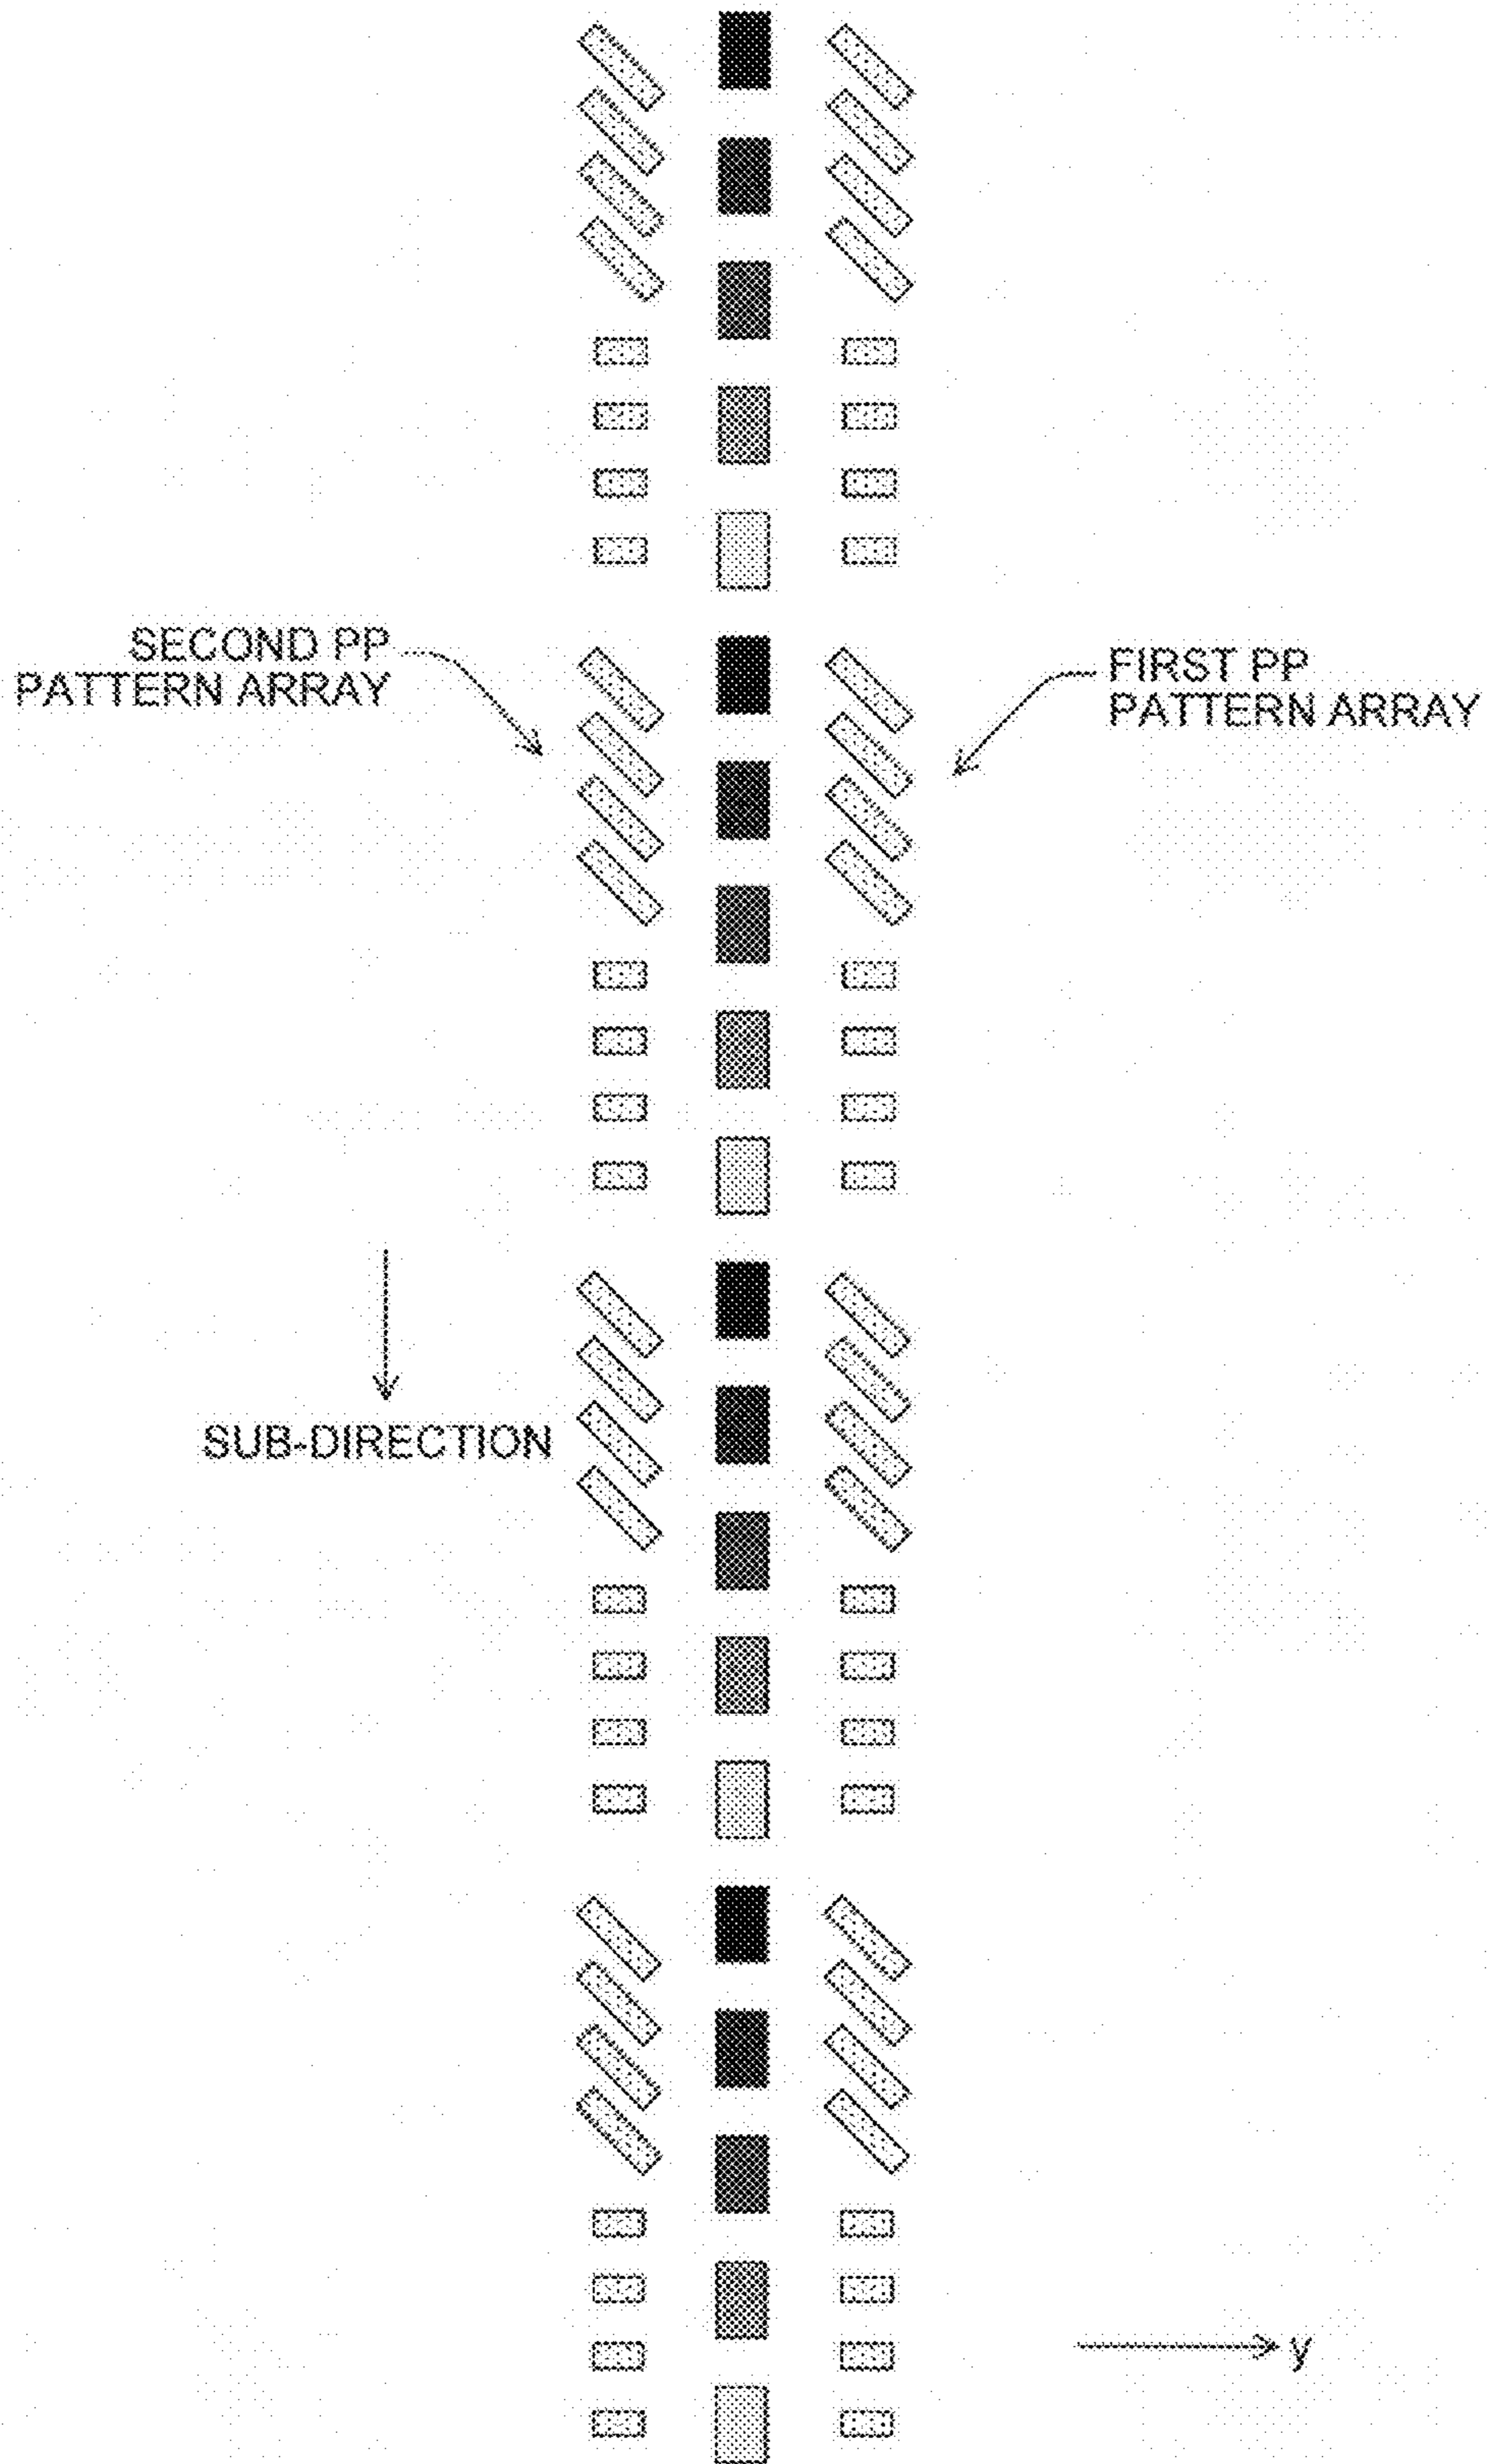 SECOND PP
PATTERN ARRAY
FIRST PP
PATTERN ARRAY
SUB-DIRECTION
y